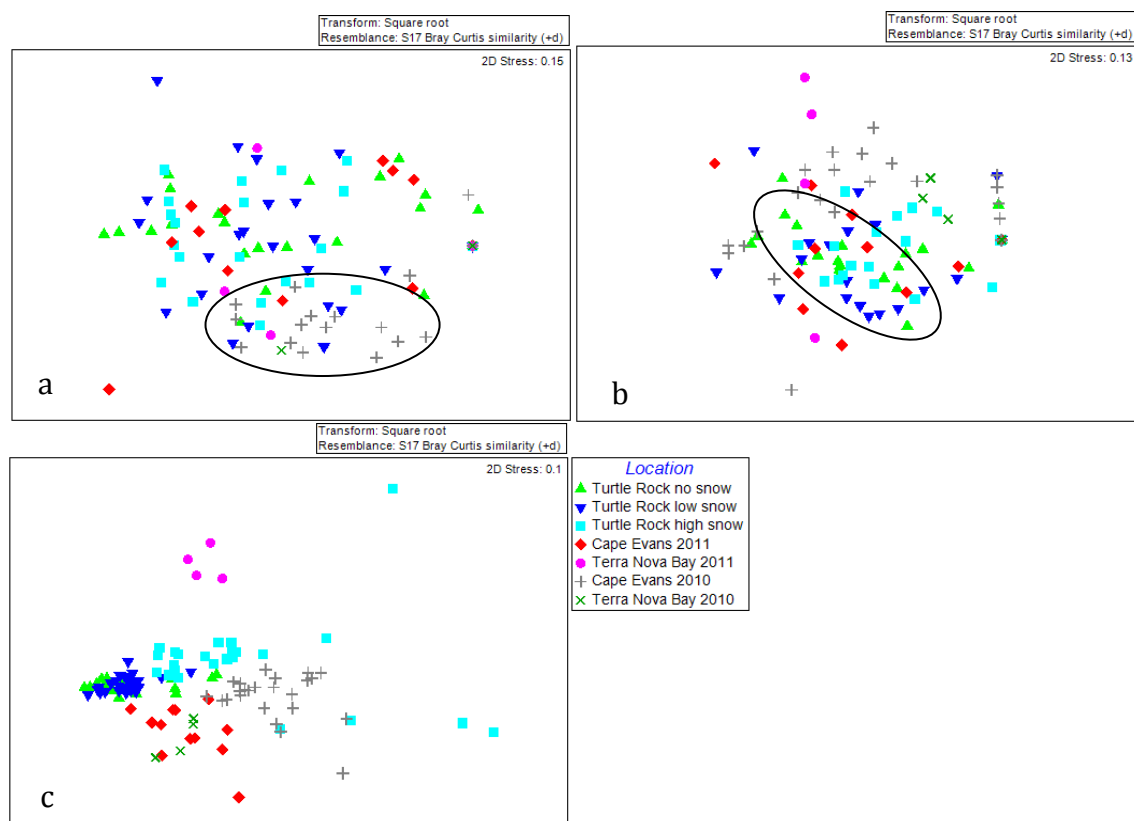 Transform: Square root
Resemblance: S17 Bray Curtis similarity (+d)
2D Stress: 0.15
a
Transform: Square root
Resemblance: S17 Bray Curtis similarity (+d)
2D Stress: 0.13
b
Transform: Square root
Resemblance: S17 Bray Curtis similarity (+d)
2D Stress: 0.1
c
Location
Turtle Rock no snow
Turtle Rock low snow
Turtle Rock high snow
Cape Evans 2011
Terra Nova Bay 2011
Cape Evans 2010
Terra Nova Bay 2010